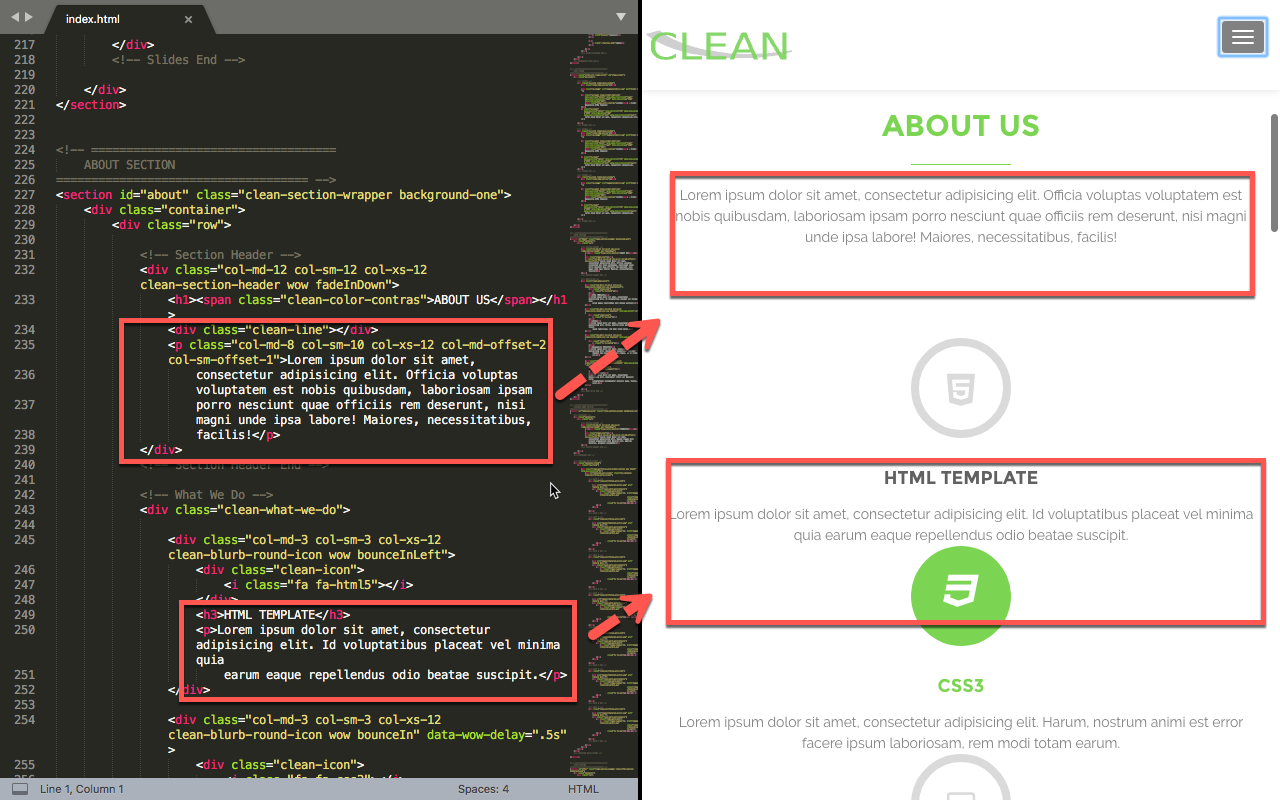 index.html
217 </div>
218 <!-- Slides End -->
219
220 </div>
221 </section>
222
223
224 <!-- ===================================
225 ABOUT SECTION
226 ==================================== -->
227 <section id="about" class="clean-section-wrapper background-one">
228 <div class="container">
229 <div class="row">
230
231 <!-- Section Header -->
232 <div class="col-md-12 col-sm-12 col-xs-12
clean-section-header wow fadeInDown">
233 <h1><span class="clean-color-contras">ABOUT US</span></h1
>
234 <div class="clean-line"></div>
235 <p class="col-md-8 col-sm-10 col-xs-12 col-md-offset-2
col-sm-offset-1">Lorem ipsum dolor sit amet,
236 consectetur adipisicing elit. Officia voluptas
voluptatem est nobis quibusdam, laboriosam ipsam
237 porro nesciunt quae officiis rem deserunt, nisi
magni unde ipsa labore! Maiores, necessitatibus,
238 facilis!</p>
239 </div>
240 <!-- Section Header End -->
241
242 <!-- What We Do -->
243 <div class="clean-what-we-do">
244
245 <div class="col-md-3 col-sm-3 col-xs-12
clean-blurb-round-icon wow bounceInLeft">
246 <div class="clean-icon">
247 <i class="fa fa-html5"></i>
248 </div>
249 <h3>HTML TEMPLATE</h3>
250 <p>Lorem ipsum dolor sit amet, consectetur
adipisicing elit. Id voluptatibus placeat vel minima
quia
251 earum eaque repellendus odio beatae suscipit.</p>
252 </div>
253
254 <div class="col-md-3 col-sm-3 col-xs-12
clean-blurb-round-icon wow bounceIn" data-wow-delay=".5s"
>
255 <div class="clean-icon">
256 <i class="fa fa-css3"></i>
Line 1, Column 1
Spaces: 4
HTML
CLEAN
ABOUT US
Lorem ipsum dolor sit amet, consectetur adipisicing elit. Officia voluptas voluptatem est
nobis quibusdam, laboriosam ipsam porro nesciunt quae officiis rem deserunt, nisi magni
unde ipsa labore! Maiores, necessitatibus, facilis!
HTML TEMPLATE
Lorem ipsum dolor sit amet, consectetur adipisicing elit. Id voluptatibus placeat vel minima
quia earum eaque repellendus odio beatae suscipit.
CSS3
Lorem ipsum dolor sit amet, consectetur adipisicing elit. Harum, nostrum animi est error
facere ipsum laboriosam, rem modi totam earum.